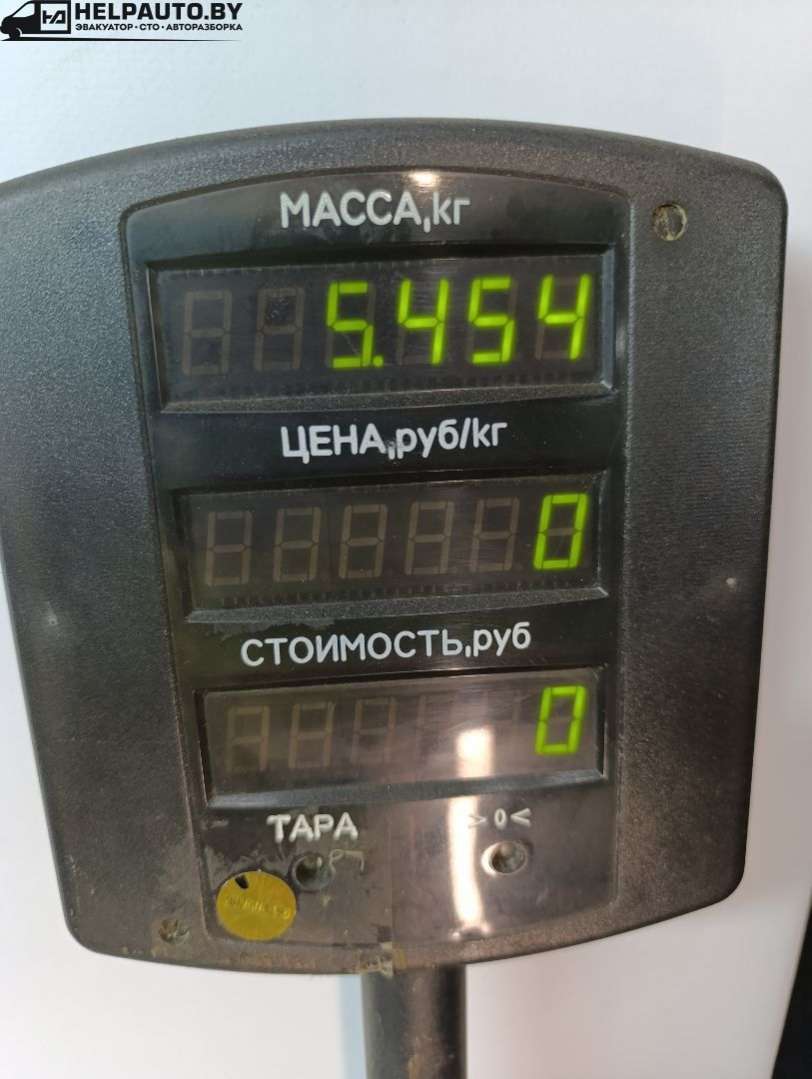 HELPAUTO.BY
ЭВАКУАТОР • СТО • АВТОРАЗБОРКА
МАССА,кг
5.454
ЦЕНА,руб/кг
0
СТОИМОСТЬ,руб
0
ТАРА >0<